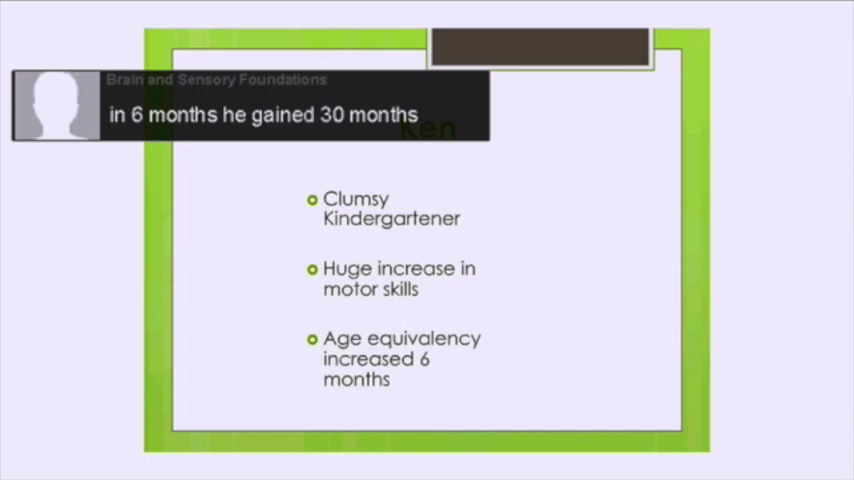 Brain and Sensory Foundations
in 6 months he gained 30 months
Ken
Clumsy
Kindergartener
Huge increase in
motor skills
Age equivalency
increased 6
months